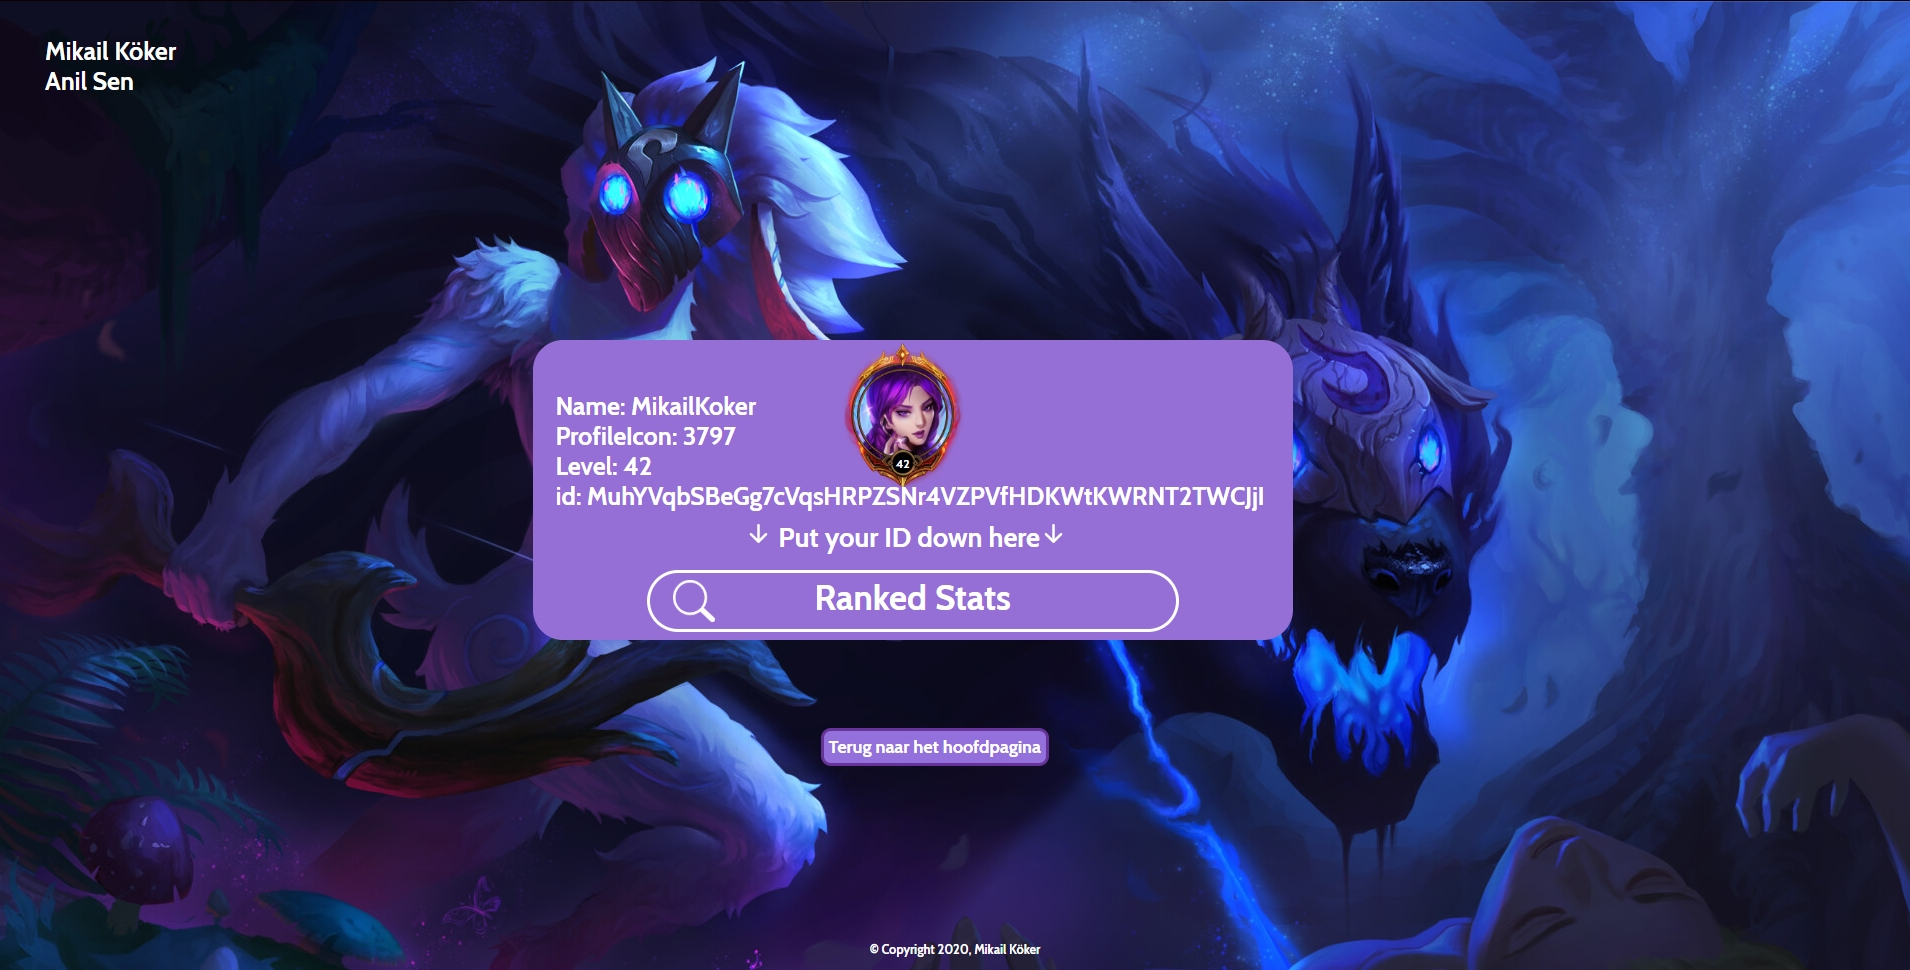 Mikail Köker
Anil Sen
Name: MikailKoker
ProfileIcon: 3797
Level: 42
42
id: MuhYVqbSBeGg7cVqsHRPZSNr4VZPVfHDKWtKWRNT2TWCJjI
↓ Put your ID down here↓
Ranked Stats
Terug naar het hoofdpagina
© Copyright 2020, Mikail Köker